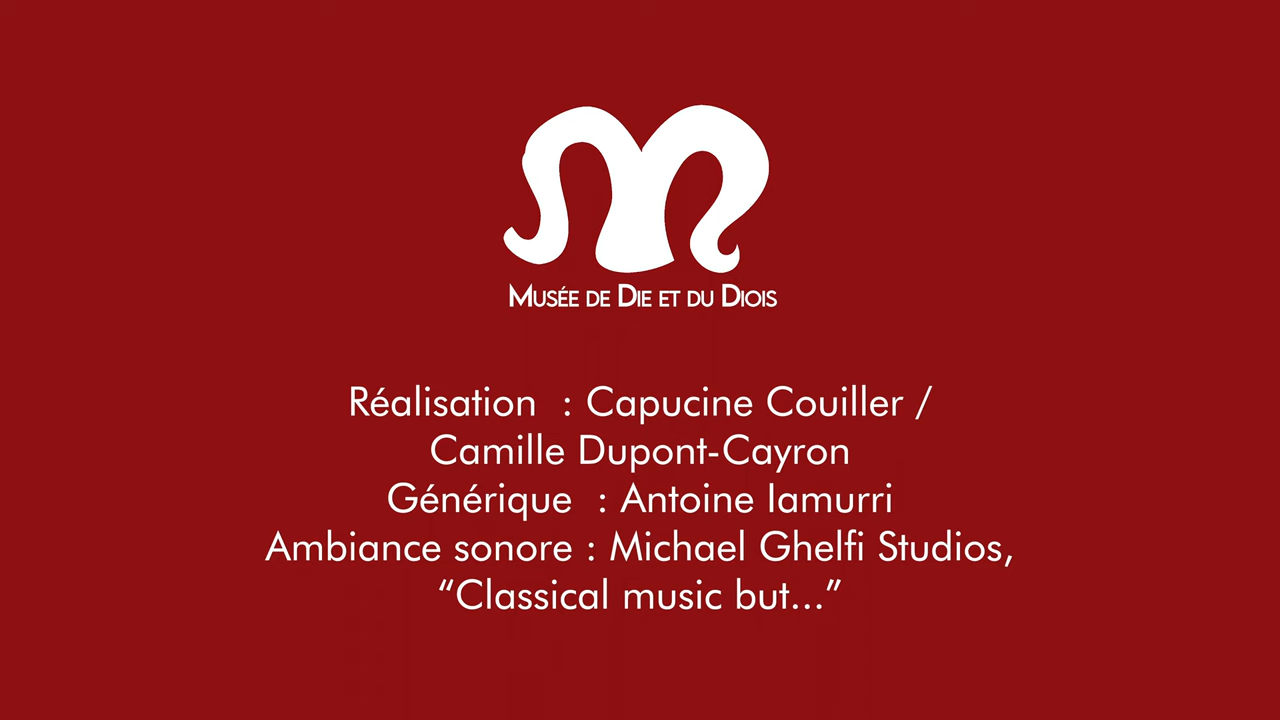 MUSÉE DE DIE ET DU DIOIS
Réalisation : Capucine Couiller /
Camille Dupont-Cayron
Générique : Antoine Iamurri
Ambiance sonore : Michael Ghelfi Studios,
“Classical music but...”